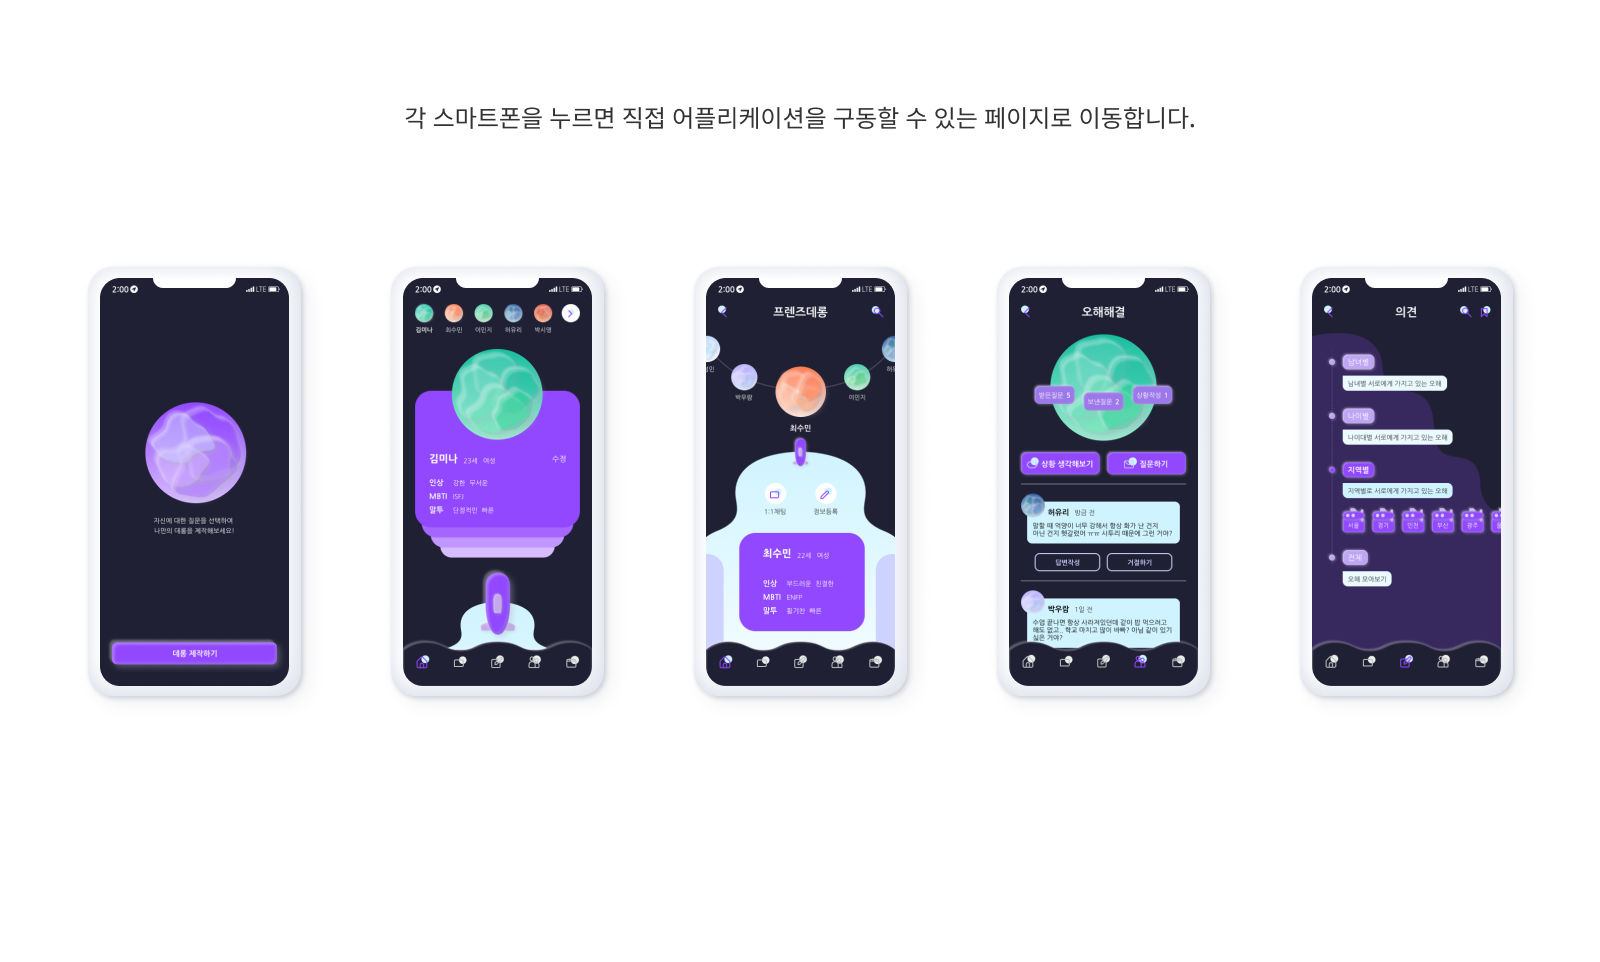 각 스마트폰을 누르면 직접 어플리케이션을 구동할 수 있는 페이지로 이동합니다.
2:00 LTE
자신에 대한 질문을 선택하여
나만의 데롱을 제작해보세요!
데롱 제작하기
2:00 LTE
김미나 최수민 이민지 허유리 박시영
김미나 23세 여성 수정
인상 강한 무서운
MBTI ISFJ
말투 단정적인 빠른
2:00 LTE
프렌즈데롱
박우람 이민지
최수민
1:1채팅 정보등록
최수민 22세 여성
인상 부드러운 친절한
MBTI ENFP
말투 활기찬 빠른
2:00 LTE
오해해결
받은질문 5 보낸질문 2 상황작성 1
상황 생각해보기 질문하기
허유리 방금 전
말할 때 억양이 너무 강해서 항상 화가 난 건지
아닌 건지 헷갈렸어 ㅠㅠ 사투리 때문에 그런 거야?
답변작성 거절하기
박우람 1일 전
수업 끝나면 항상 사라져있던데 같이 밥 먹으려고
해도 없고.. 학교 마치고 많이 바빠? 아님 같이 있기
싫은 거야?
2:00 LTE
의견
남녀별
남녀별 서로에게 가지고 있는 오해
나이별
나이대별 서로에게 가지고 있는 오해
지역별
지역별로 서로에게 가지고 있는 오해
서울 경기 인천 부산 광주
전체
오해 모아보기